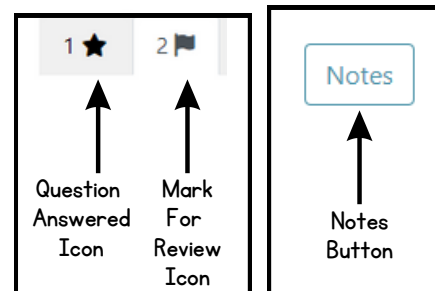 1 2
Question
Answered
Icon
Mark
For
Review
Icon
Notes
Notes
Button